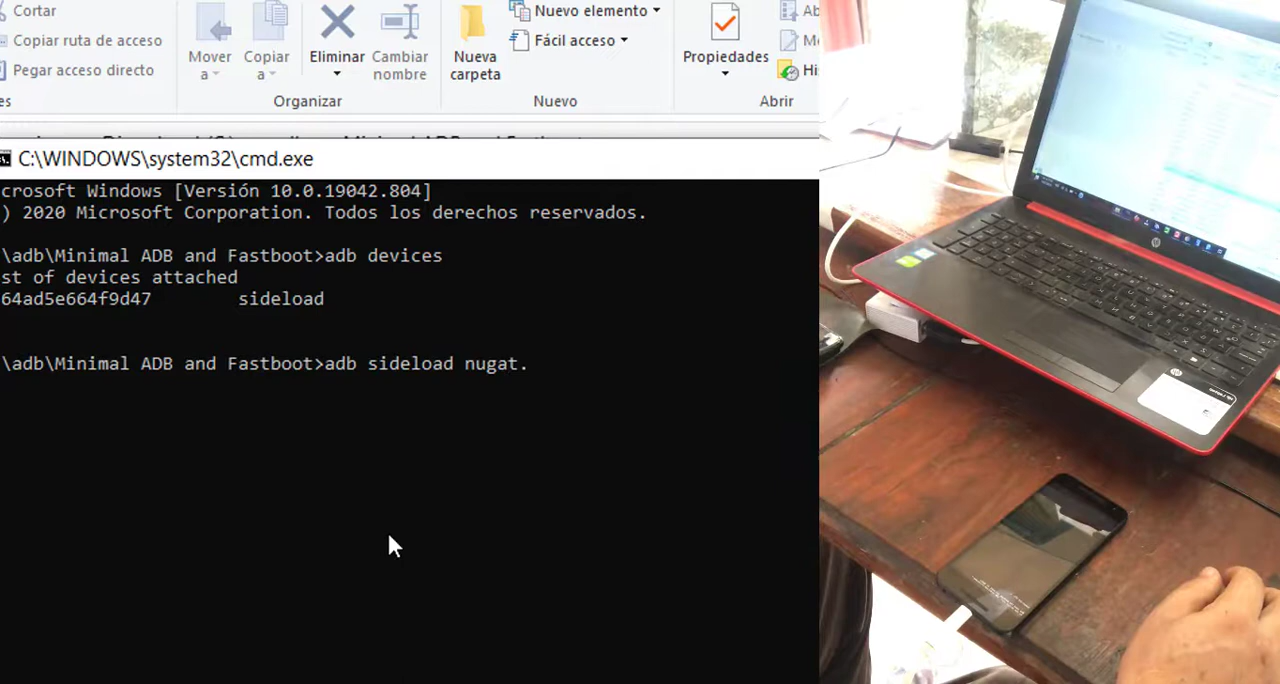 Cortar
Copiar ruta de acceso
Pegar acceso directo
Mover a
Copiar a
Eliminar
Cambiar nombre
Organizar
Nueva carpeta
Nuevo elemento
Fácil acceso
Nuevo
Propiedades
Abrir
C:\WINDOWS\system32\cmd.exe
crosoft Windows [Versión 10.0.19042.804]
) 2020 Microsoft Corporation. Todos los derechos reservados.
\adb\Minimal ADB and Fastboot>adb devices
st of devices attached
64ad5e664f9d47 sideload
\adb\Minimal ADB and Fastboot>adb sideload nugat.